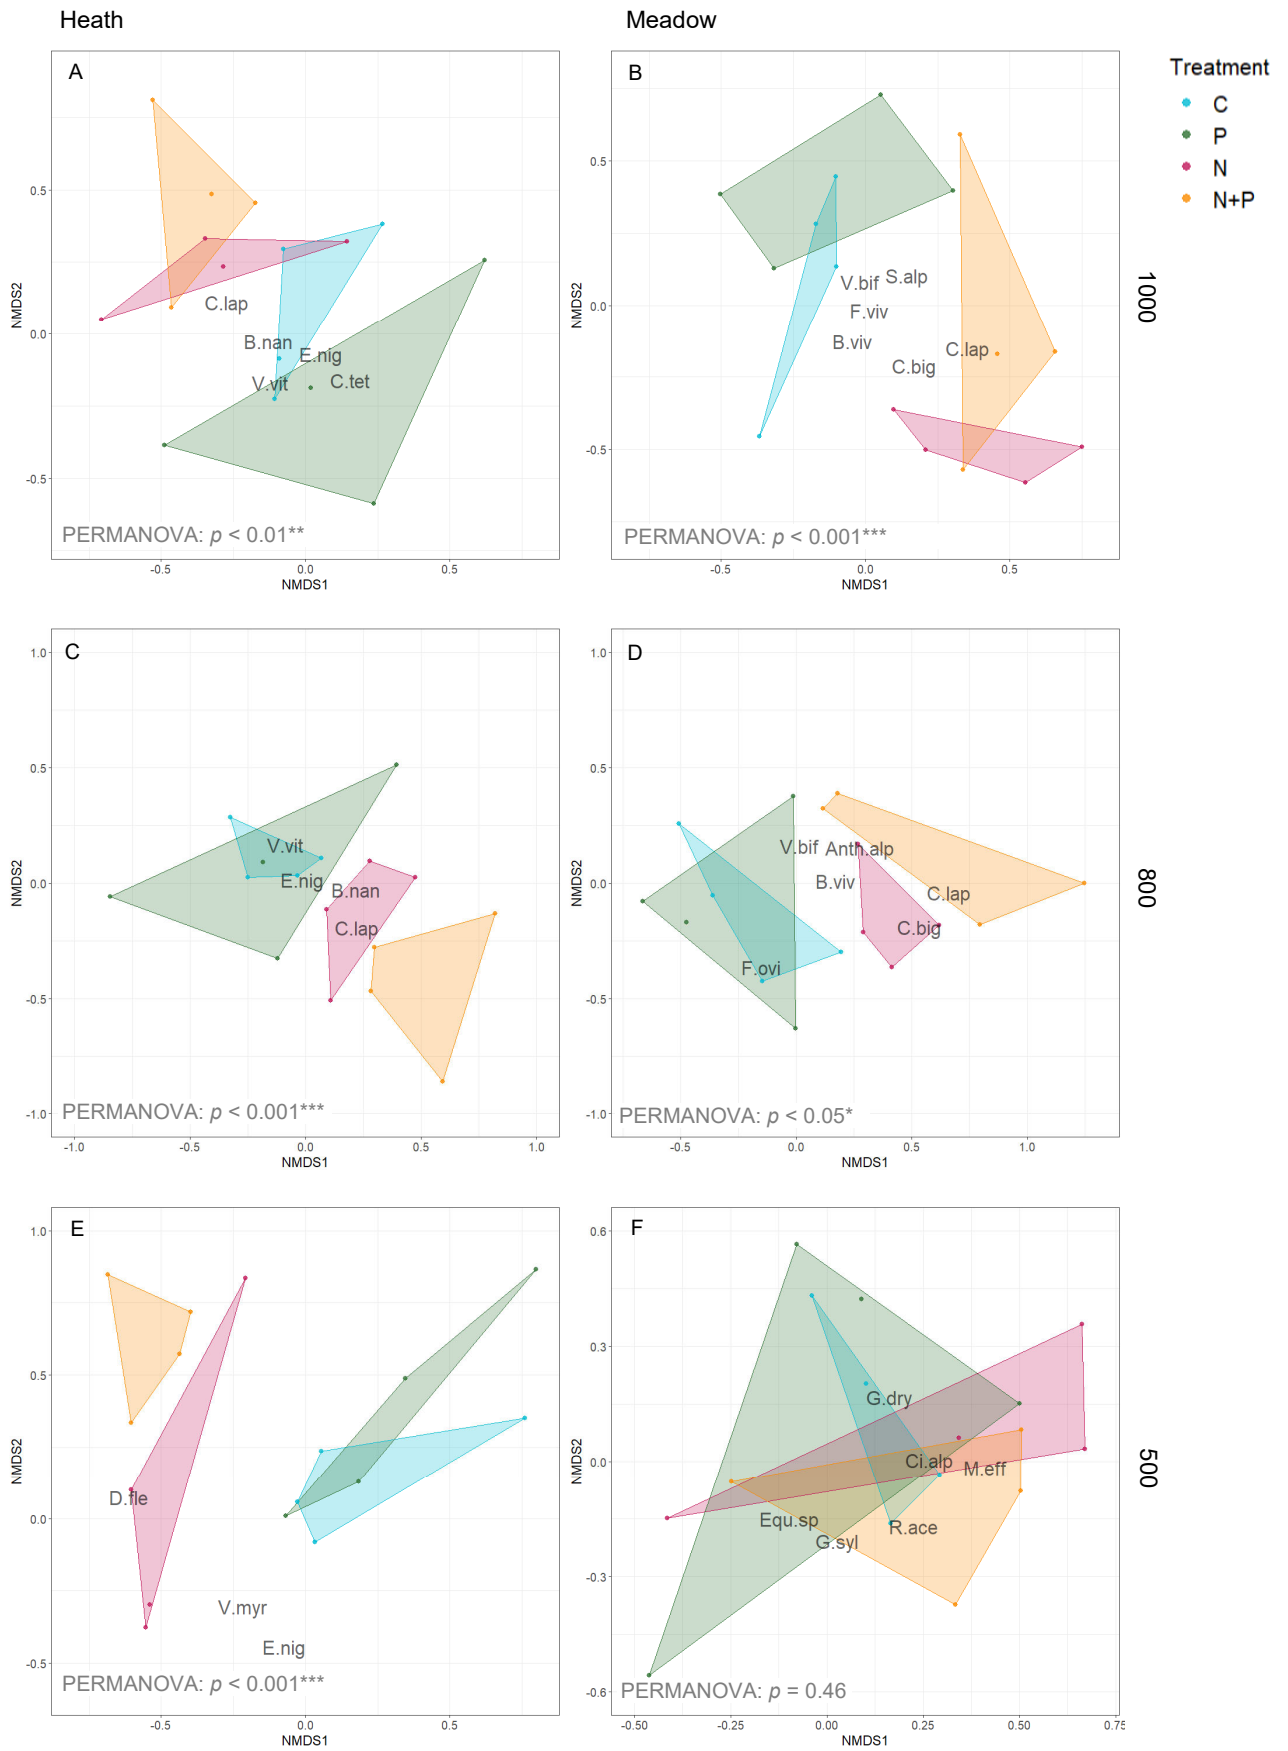 Heath
Meadow
Treatment
C
P
N
N+P
A
0.5
0.0
-0.5
NMDS2
C.lap
B.nan
E.nig
V.vit
C.tet
PERMANOVA: p < 0.01**
-0.5 0.0 0.5
NMDS1
B
0.5
0.0
-0.5
NMDS2
V.bif
S.alp
F.viv
B.viv
C.lap
C.big
PERMANOVA: p < 0.001***
-0.5 0.0 0.5
NMDS1
1000
C
1.0
0.5
0.0
-0.5
-1.0
NMDS2
V.vit
E.nig
B.nan
C.lap
PERMANOVA: p < 0.001***
-1.0 -0.5 0.0 0.5 1.0
NMDS1
D
1.0
0.5
0.0
-0.5
-1.0
NMDS2
V.bif
Anth.alp
B.viv
C.lap
C.big
F.ovi
PERMANOVA: p < 0.05*
-0.5 0.0 0.5 1.0
NMDS1
800
E
1.0
0.5
0.0
-0.5
NMDS2
D.fle
V.myr
E.nig
PERMANOVA: p < 0.001***
-0.5 0.0 0.5
NMDS1
F
0.6
0.3
0.0
-0.3
-0.6
NMDS2
G.dry
Ci.alp
M.eff
Equ.sp
R.ace
G.syl
PERMANOVA: p = 0.46
-0.50 -0.25 0.00 0.25 0.50 0.75
NMDS1
500